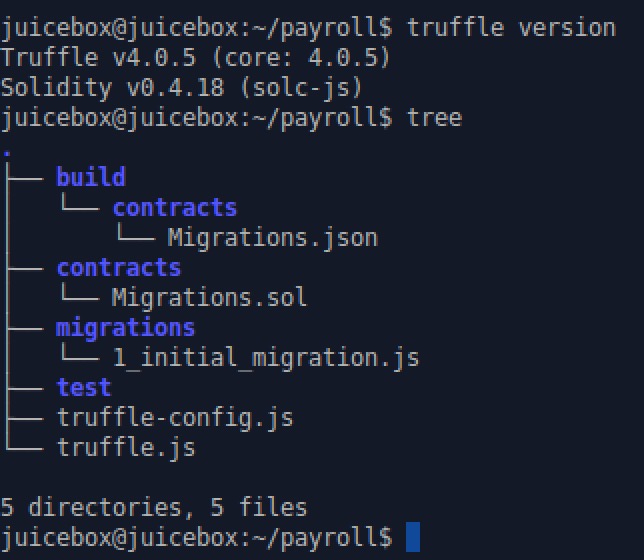 juicebox@juicebox:~/payroll$ truffle version
Truffle v4.0.5 (core: 4.0.5)
Solidity v0.4.18 (solc-js)
juicebox@juicebox:~/payroll$ tree
.
├── build
│   └── contracts
│       └── Migrations.json
├── contracts
│   └── Migrations.sol
├── migrations
│   └── 1_initial_migration.js
├── test
├── truffle-config.js
└── truffle.js
5 directories, 5 files
juicebox@juicebox:~/payroll$